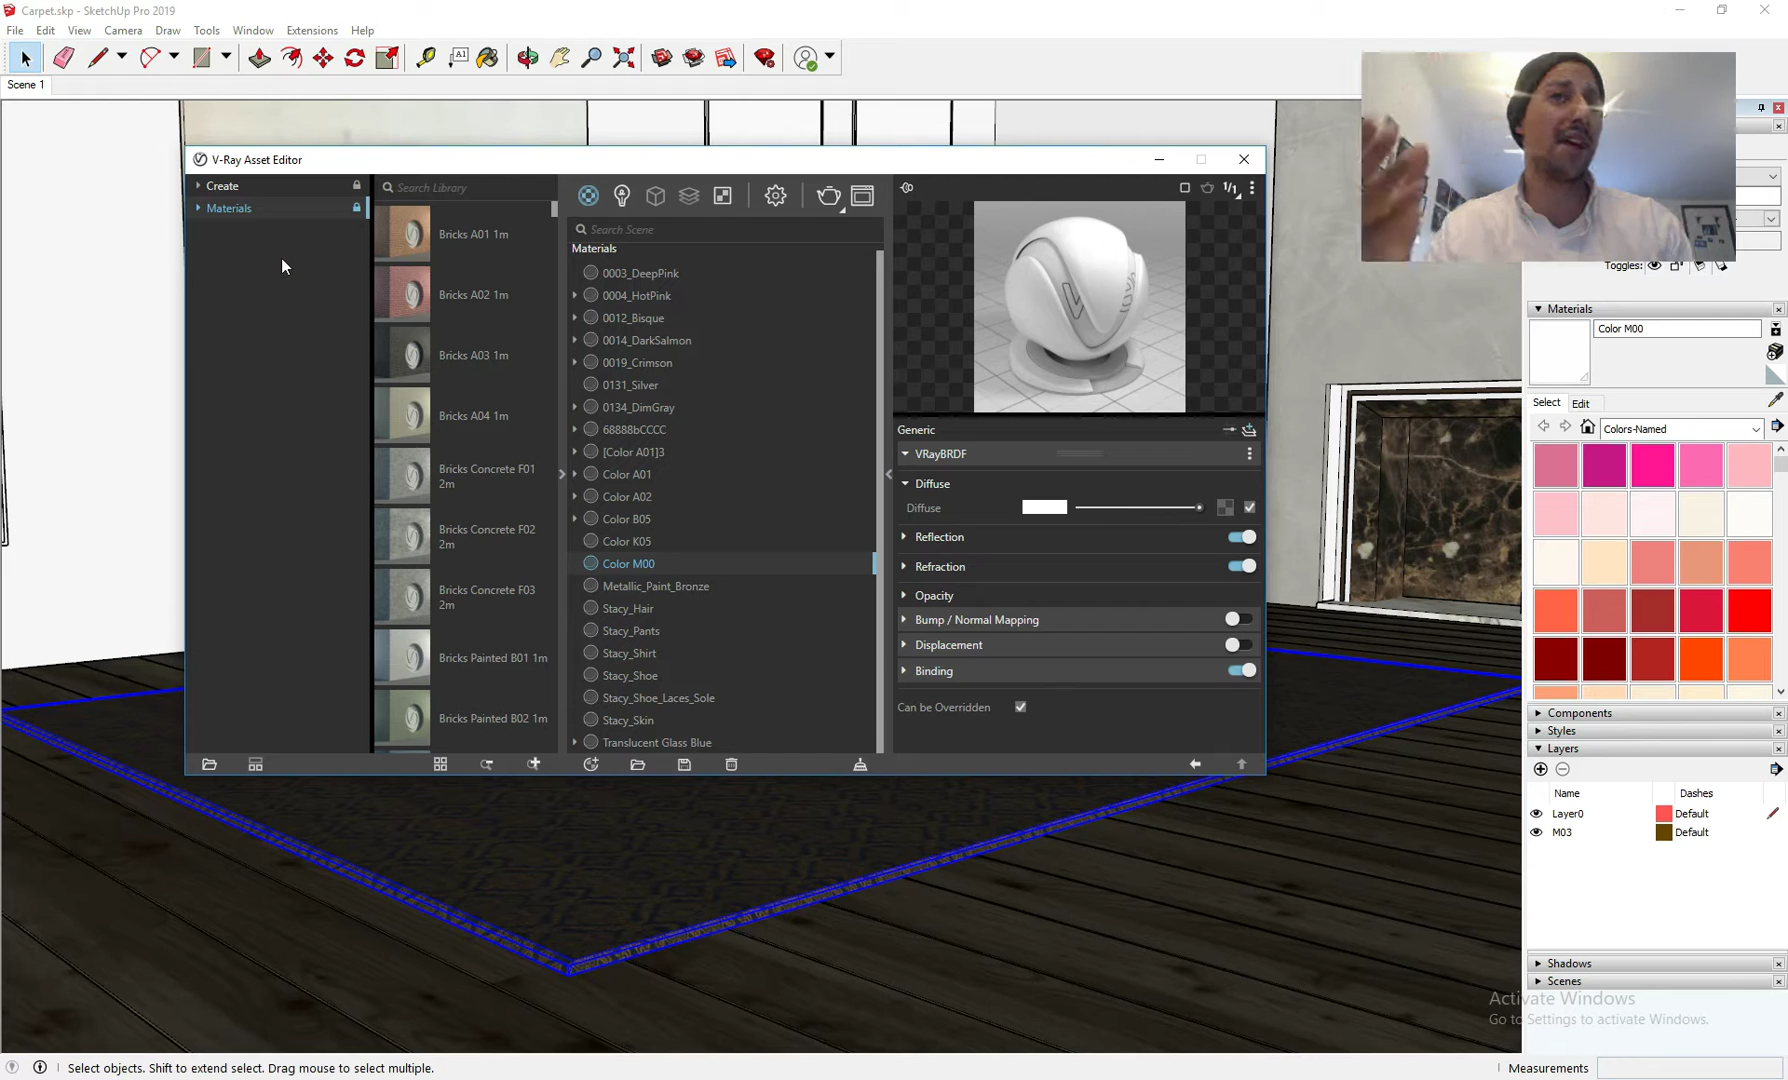 Carpet.skp - SketchUp Pro 2019
File Edit View Camera Draw Tools Window Extensions Help
A1
Scene 1
V-Ray Asset Editor
Create
Materials
Search Library
Bricks A01 1m
Bricks A02 1m
Bricks A03 1m
Bricks A04 1m
Bricks Concrete F01 2m
Bricks Concrete F02 2m
Bricks Concrete F03 2m
Bricks Painted B01 1m
Bricks Painted B02 1m
Search Scene
Materials
0003_DeepPink
0004_HotPink
0012_Bisque
0014_DarkSalmon
0019_Crimson
0131_Silver
0134_DimGray
68888bCCCC
[Color A01]3
Color A01
Color A02
Color B05
Color K05
Color M00
Metallic_Paint_Bronze
Stacy_Hair
Stacy_Pants
Stacy_Shirt
Stacy_Shoe
Stacy_Shoe_Laces_Sole
Stacy_Skin
Translucent Glass Blue
1/1
Generic
VRayBRDF
Diffuse
Diffuse
Reflection
Refraction
Opacity
Bump / Normal Mapping
Displacement
Binding
Can be Overridden
Toggles:
Materials
Color M00
Select Edit
Colors-Named
Components
Styles
Layers
Name Dashes
Layer0 Default
M03 Default
Shadows
Scenes
Activate Windows
Go to Settings to activate Windows.
Select objects. Shift to extend select. Drag mouse to select multiple.
Measurements